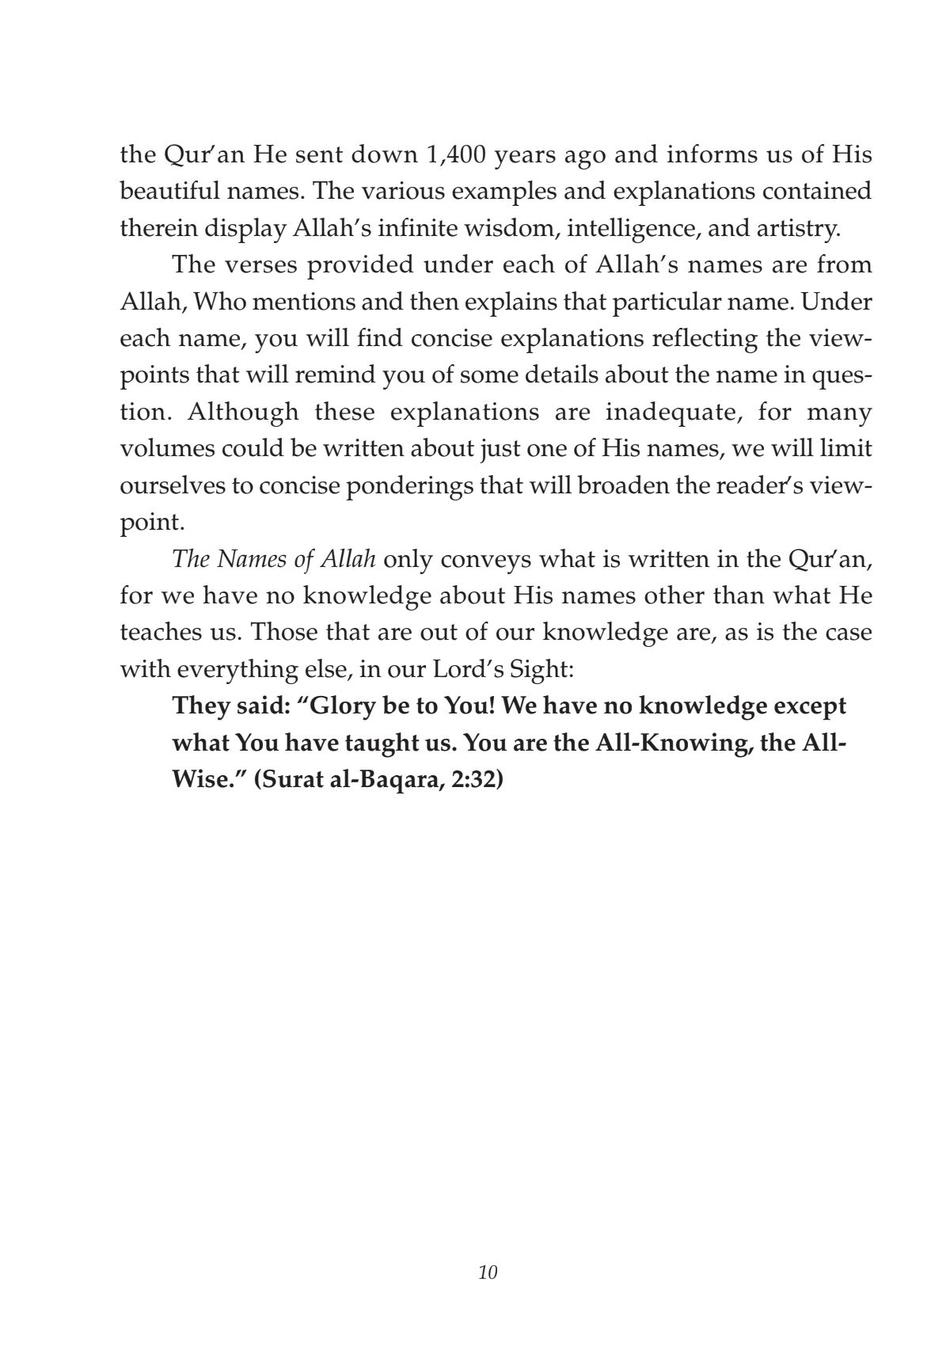 the Qur’an He sent down 1,400 years ago and informs us of His
beautiful names. The various examples and explanations contained
therein display Allah’s infinite wisdom, intelligence, and artistry.
The verses provided under each of Allah’s names are from
Allah, Who mentions and then explains that particular name. Under
each name, you will find concise explanations reflecting the view-
points that will remind you of some details about the name in ques-
tion. Although these explanations are inadequate, for many
volumes could be written about just one of His names, we will limit
ourselves to concise ponderings that will broaden the reader’s view-
point.
The Names of Allah only conveys what is written in the Qur’an,
for we have no knowledge about His names other than what He
teaches us. Those that are out of our knowledge are, as is the case
with everything else, in our Lord’s Sight:
They said: “Glory be to You! We have no knowledge except
what You have taught us. You are the All-Knowing, the All-
Wise.” (Surat al-Baqara, 2:32)
10